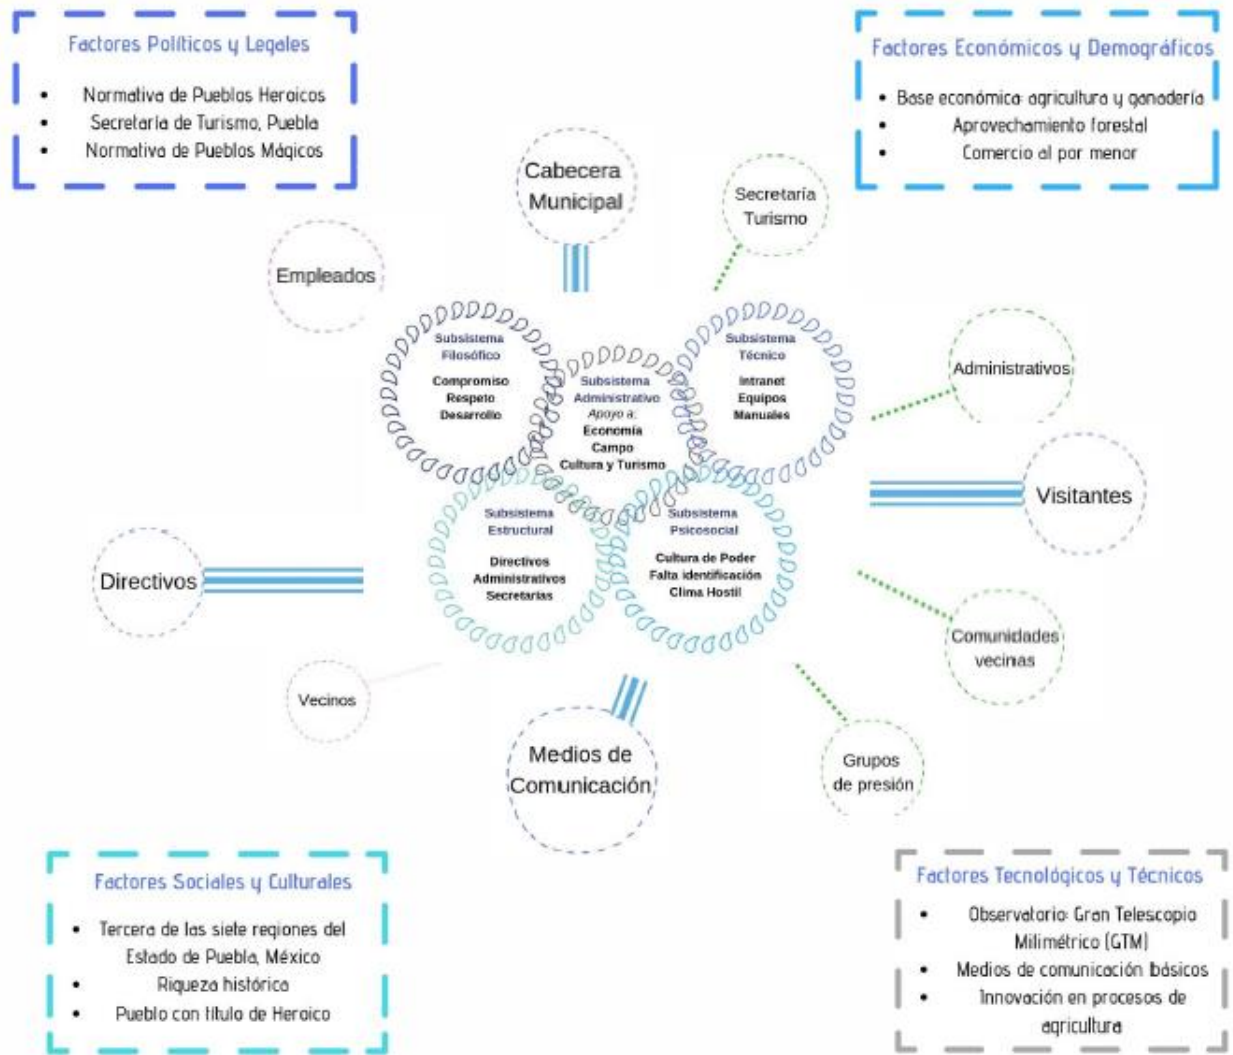 Factores Políticos y Legales
• Normativa de Pueblos Heroicos
• Secretaría de Turismo, Puebla
• Normativa de Pueblos Mágicos
Factores Económicos y Demográficos
• Base económica: agricultura y ganadería
• Aprovechamiento forestal
• Comercio al por menor
Cabecera
Municipal
Secretaría
Turismo
Empleados
Subsistema
Filosófico
Compromiso
Respeto
Desarrollo
Subsistema
Administrativo
Apoyo a:
Economía
Campo
Cultura y Turismo
Subsistema
Técnico
Intranet
Equipos
Manuales
Administrativos
Visitantes
Subsistema
Estructural
Directivos
Administrativos
Secretarias
Subsistema
Psicosocial
Cultura de Poder
Falta identificación
Clima Hostil
Directivos
Comunidades
vecinas
Vecinos
Medios de
Comunicación
Grupos
de presión
Factores Sociales y Culturales
• Tercera de las siete regiones del
Estado de Puebla, México
• Riqueza histórica
• Pueblo con título de Heroico
Factores Tecnológicos y Técnicos
• Observatorio: Gran Telescopio
Milimétrico (GTM)
• Medios de comunicación básicos
• Innovación en procesos de
agricultura